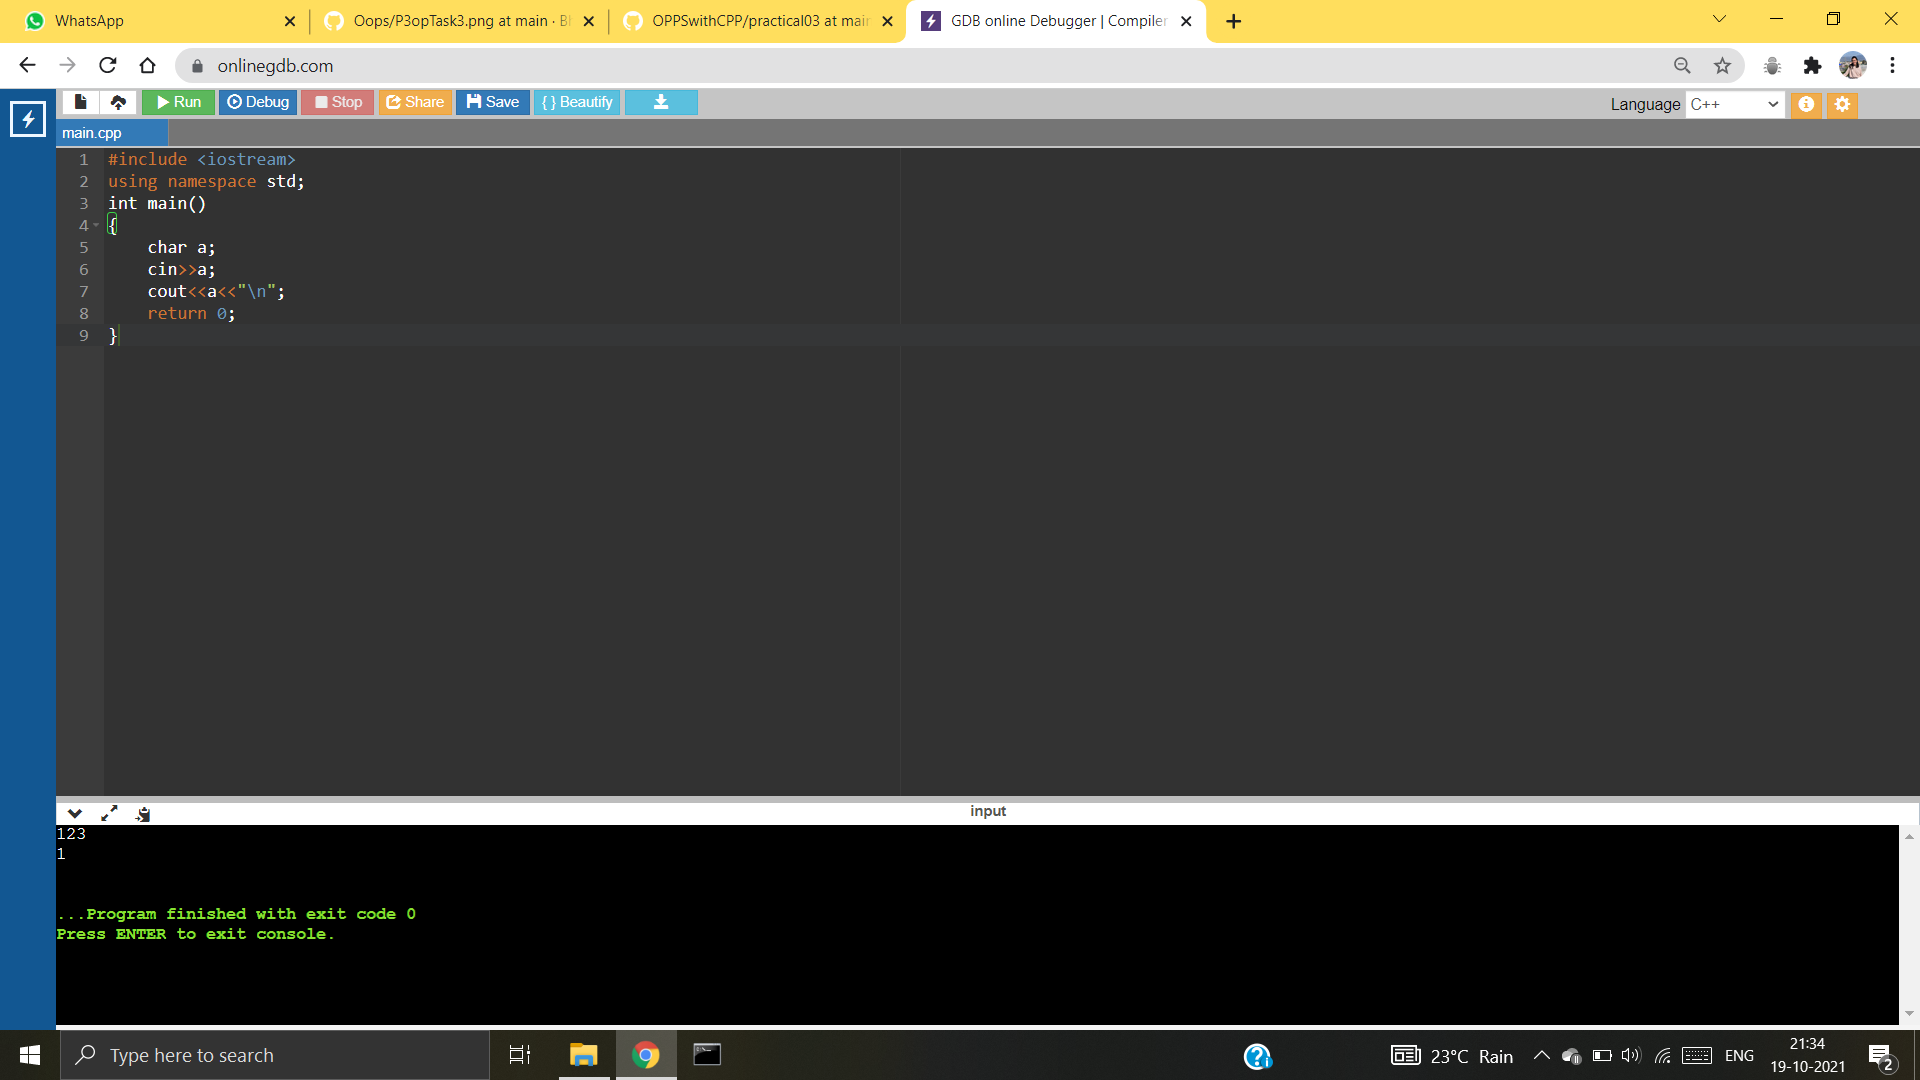 WhatsApp
Oops/P3opTask3.png at main · B
OPPSwithCPP/practical03 at main
GDB online Debugger | Compiler
onlinegdb.com
Run
Debug
Stop
Share
Save
{ } Beautify
Language
C++
main.cpp
1 #include <iostream>
2 using namespace std;
3 int main()
4 {
5 char a;
6 cin>>a;
7 cout<<a<<"\n";
8 return 0;
9 }
input
123
1
...Program finished with exit code 0
Press ENTER to exit console.
Type here to search
23°C Rain
ENG
21:34
19-10-2021
2